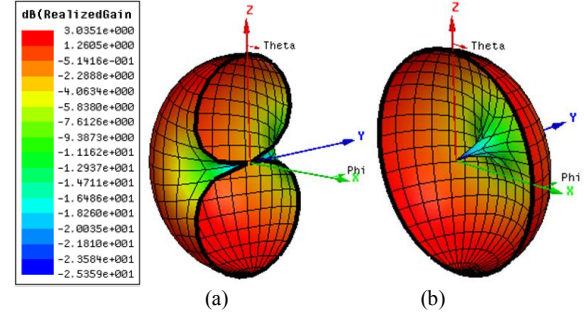 dB(RealizedGain
3.0351e+000
1.2605e+000
-5.1416e-001
-2.2888e+000
-4.0634e+000
-5.8380e+000
-7.6126e+000
-9.3873e+000
-1.1162e+001
-1.2937e+001
-1.4711e+001
-1.6486e+001
-1.8260e+001
-2.0035e+001
-2.1810e+001
-2.3584e+001
-2.5359e+001
Z
Theta
Y
Phi
X
(a)
Z
Theta
Y
Phi
X
(b)